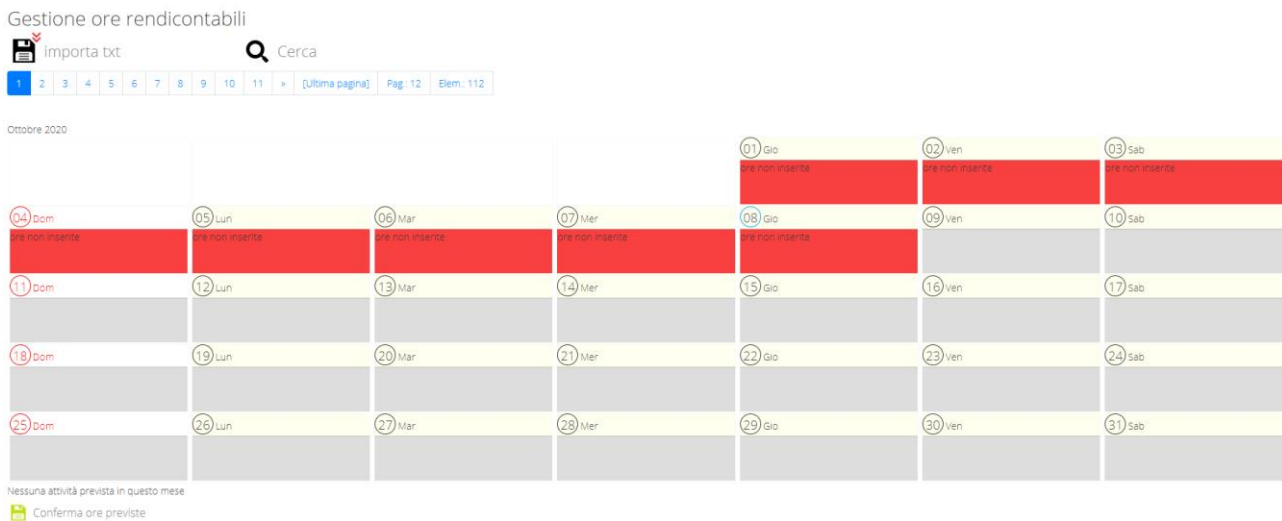 Gestione ore rendicontabili
importa txt Cerca
1 2 3 4 5 6 7 8 9 10 11 » [Ultima pagina] Pag.: 12 Elem.: 112
Ottobre 2020
01 Gio 02 Ven 03 Sab
ore non inserite ore non inserite ore non inserite
04 Dom 05 Lun 06 Mar 07 Mer 08 Gio 09 Ven 10 Sab
ore non inserite ore non inserite ore non inserite ore non inserite ore non inserite
11 Dom 12 Lun 13 Mar 14 Mer 15 Gio 16 Ven 17 Sab
18 Dom 19 Lun 20 Mar 21 Mer 22 Gio 23 Ven 24 Sab
25 Dom 26 Lun 27 Mar 28 Mer 29 Gio 30 Ven 31 Sab
Nessuna attività prevista in questo mese
Conferma ore previste